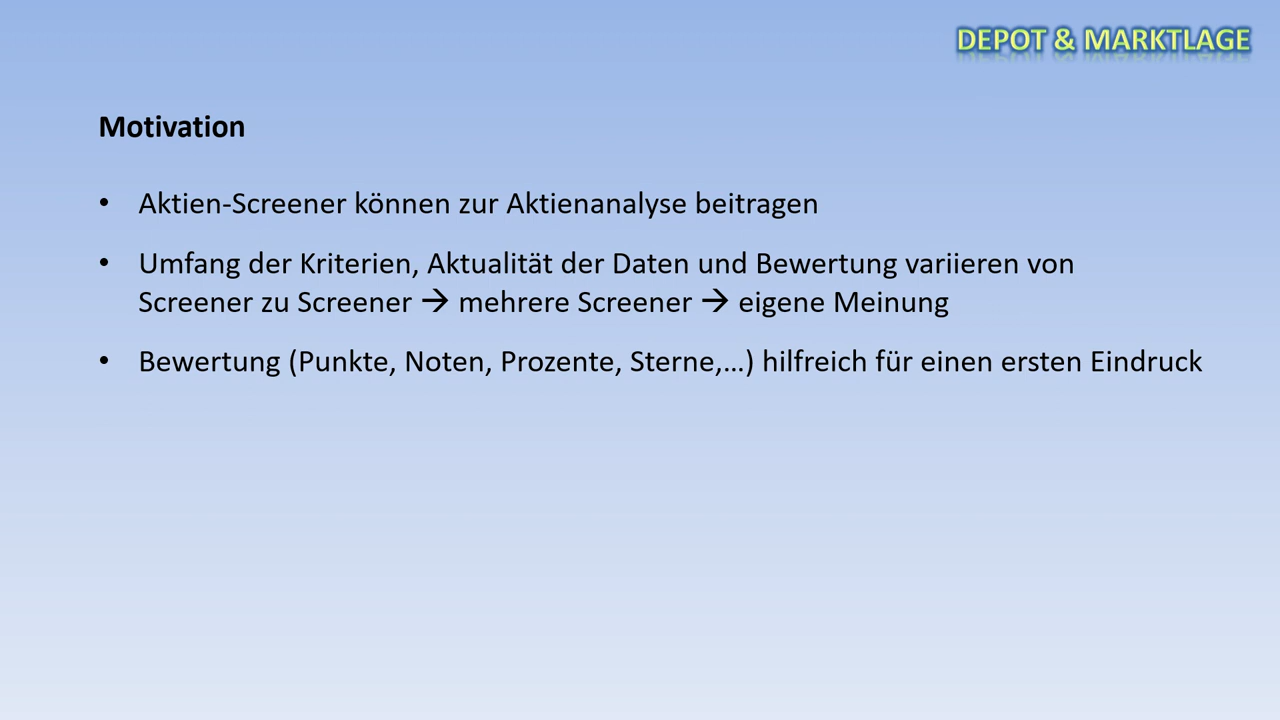 DEPOT & MARKTLAGE
Motivation
• Aktien-Screener können zur Aktienanalyse beitragen
• Umfang der Kriterien, Aktualität der Daten und Bewertung variieren von
Screener zu Screener → mehrere Screener → eigene Meinung
• Bewertung (Punkte, Noten, Prozente, Sterne,…) hilfreich für einen ersten Eindruck